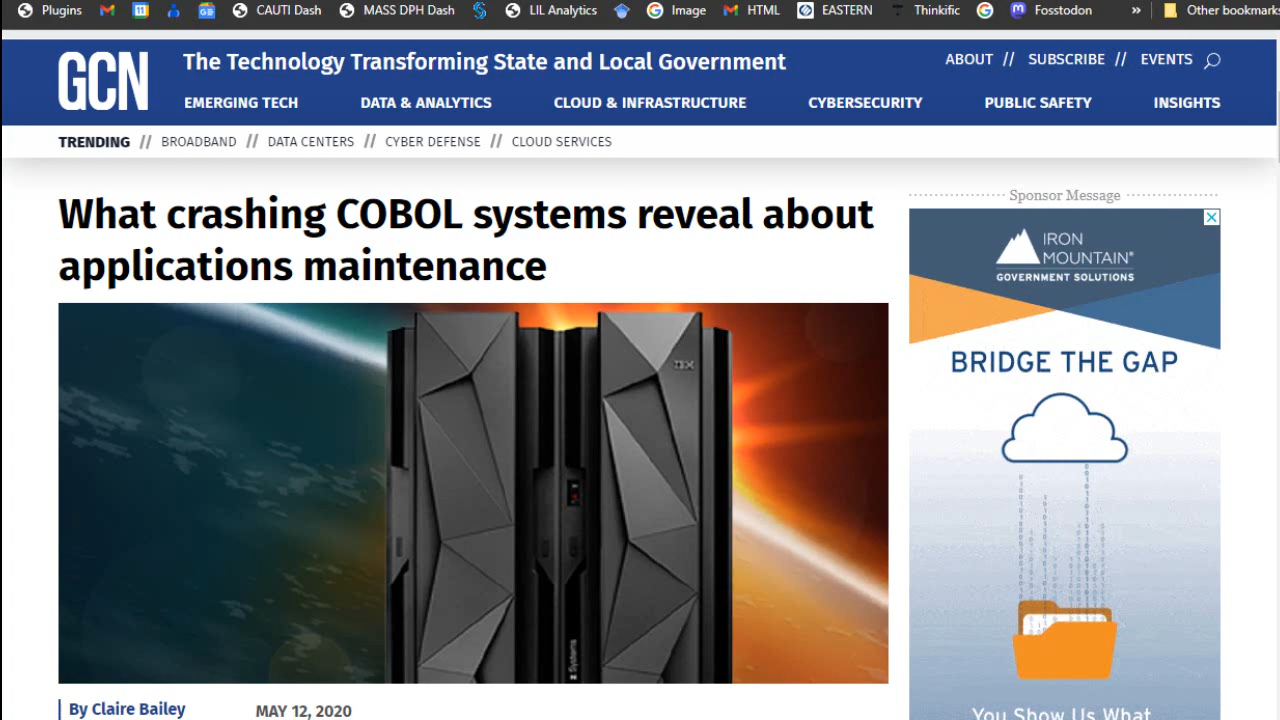 Plugins CAUTI Dash MASS DPH Dash LIL Analytics Image HTML EASTERN Thinkific Fosstodon » Other bookmarks
GCN The Technology Transforming State and Local Government ABOUT // SUBSCRIBE // EVENTS
EMERGING TECH DATA & ANALYTICS CLOUD & INFRASTRUCTURE CYBERSECURITY PUBLIC SAFETY INSIGHTS
TRENDING // BROADBAND // DATA CENTERS // CYBER DEFENSE // CLOUD SERVICES
What crashing COBOL systems reveal about
applications maintenance
IBM
z Systems
By Claire Bailey MAY 12, 2020
Sponsor Message
IRON
MOUNTAIN®
GOVERNMENT SOLUTIONS
BRIDGE THE GAP
You Show Us What